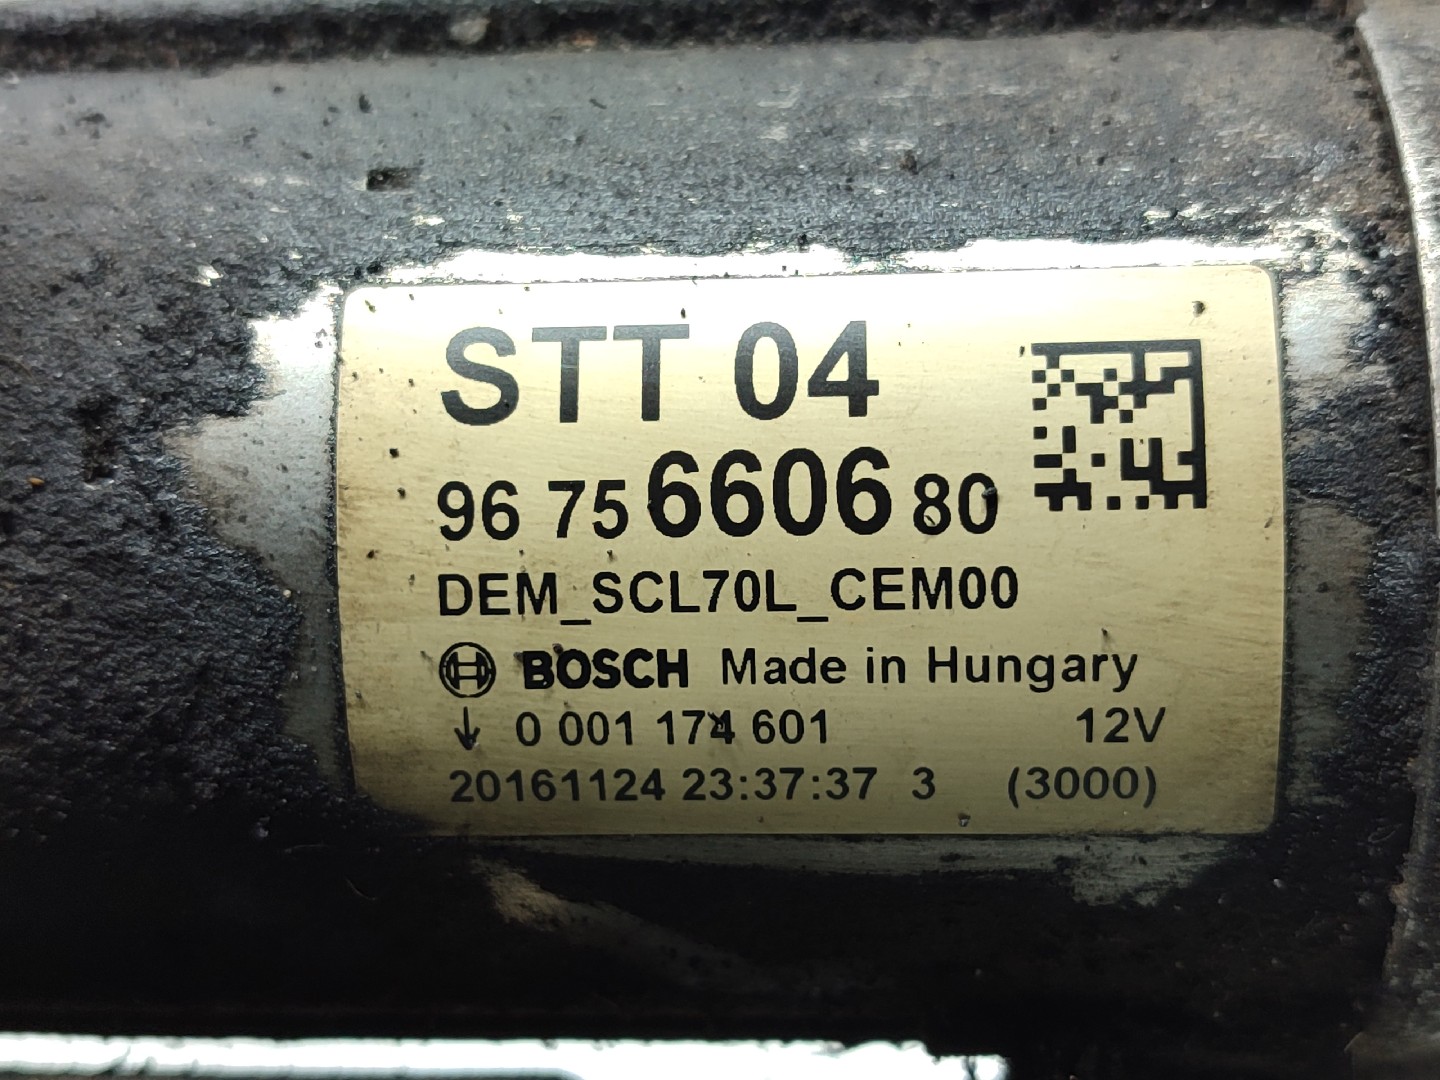 STT 04
96 75 6606 80
DEM_SCL70L_CEM00
BOSCH Made in Hungary
↓ 0 001 174 601 12V
20161124 23:37:37 3 (3000)